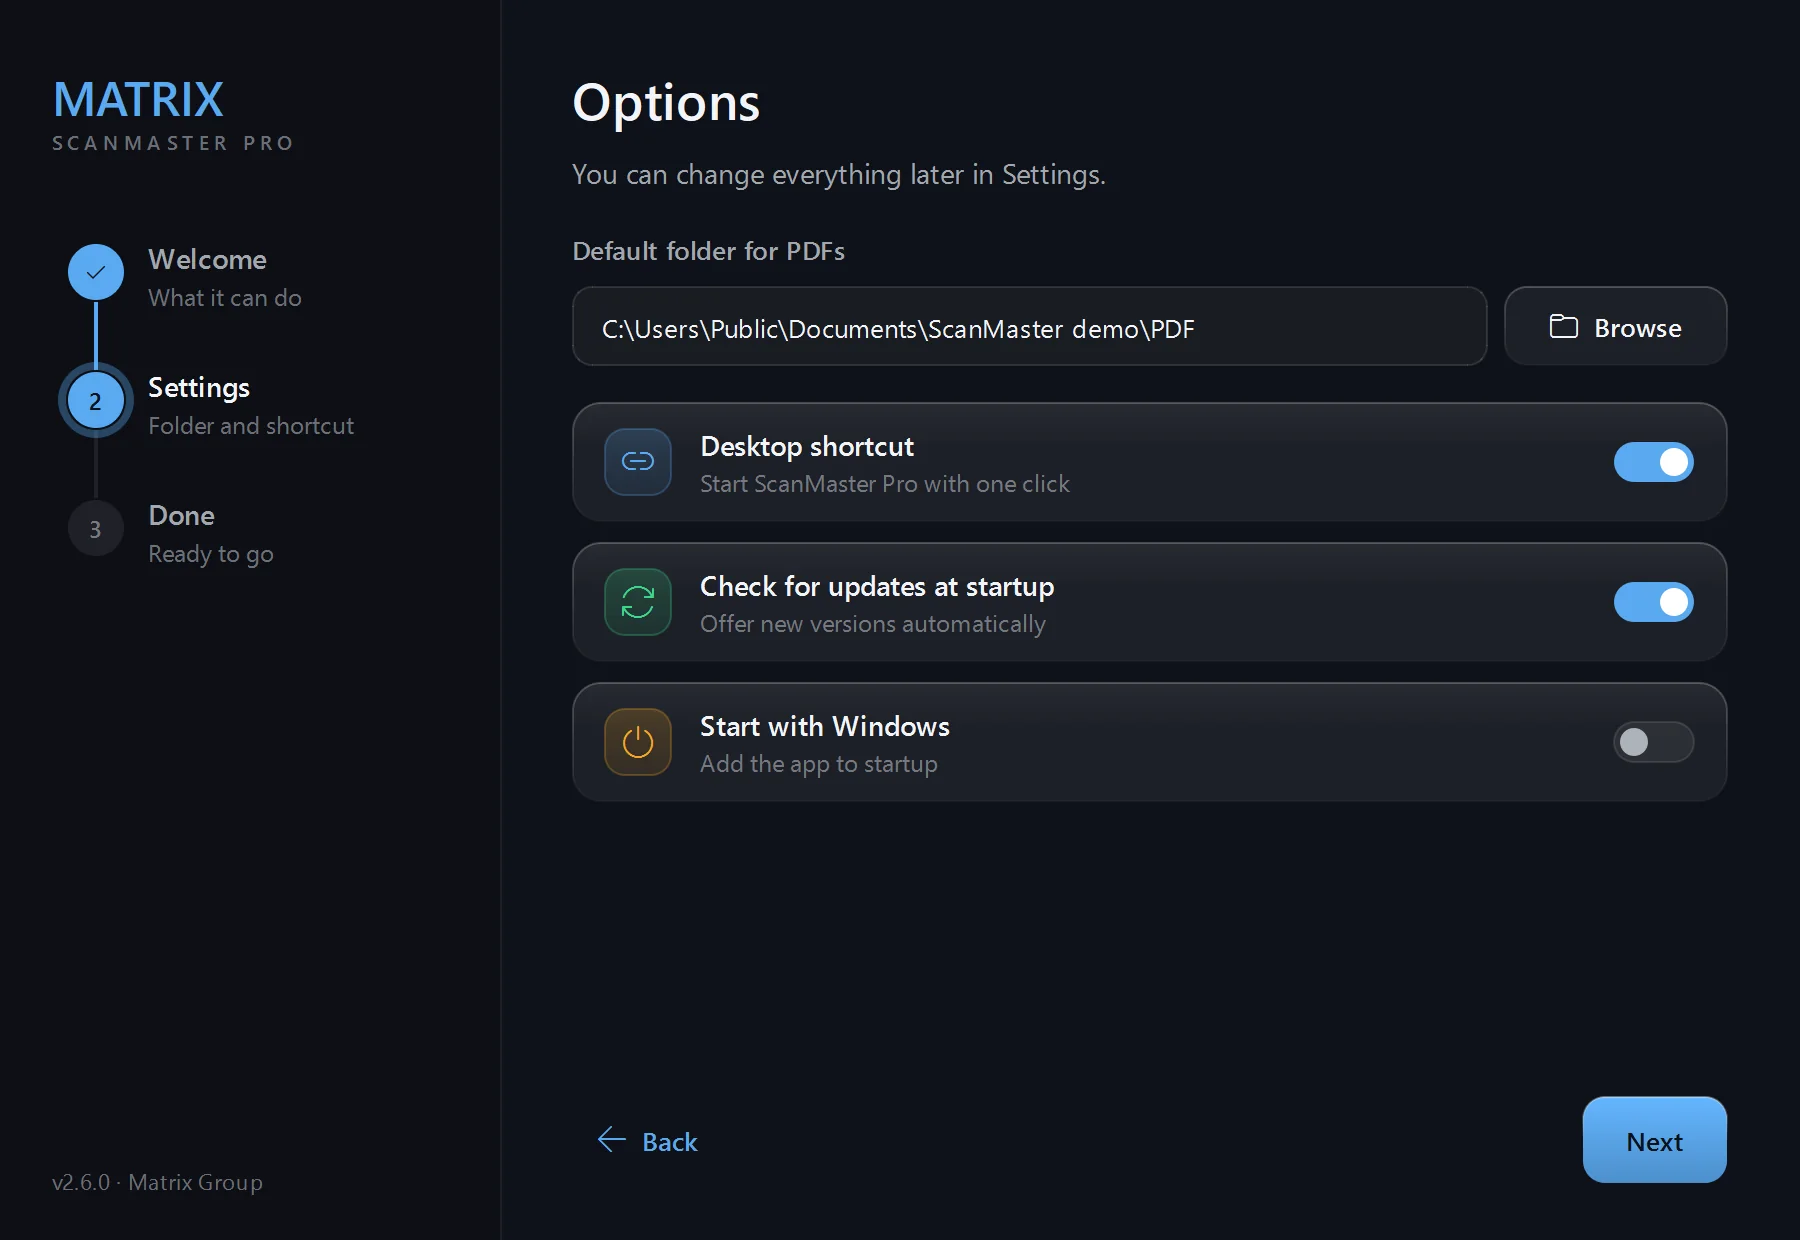 MATRIX
SCANMASTER PRO
Welcome
What it can do
2
Settings
Folder and shortcut
3
Done
Ready to go
v2.6.0 · Matrix Group
Options
You can change everything later in Settings.
Default folder for PDFs
C:\Users\Public\Documents\ScanMaster demo\PDF
Browse
Desktop shortcut
Start ScanMaster Pro with one click
Check for updates at startup
Offer new versions automatically
Start with Windows
Add the app to startup
Back
Next